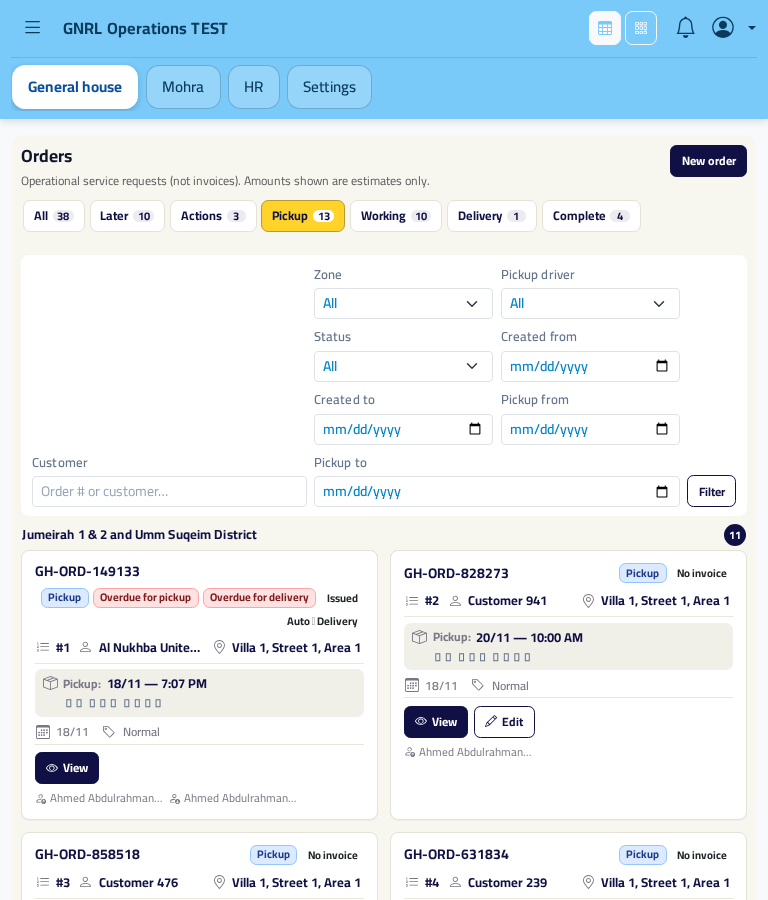 GNRL Operations TEST
General house Mohra HR Settings
Orders
New order
Operational service requests (not invoices). Amounts shown are estimates only.
All 38 Later 10 Actions 3 Pickup 13 Working 10 Delivery 1 Complete 4
Zone Pickup driver
All All
Status Created from
All mm/dd/yyyy
Created to Pickup from
mm/dd/yyyy mm/dd/yyyy
Customer Pickup to
Order # or customer... mm/dd/yyyy Filter
Jumeirah 1 & 2 and Umm Suqeim District 11
GH-ORD-149133
Pickup Overdue for pickup Overdue for delivery Issued
Auto Delivery
#1 Al Nukhba Unite... Villa 1, Street 1, Area 1
Pickup: 18/11 — 7:07 PM
18/11 Normal
View
Ahmed Abdulrahman... Ahmed Abdulrahman...
GH-ORD-828273 Pickup No invoice
#2 Customer 941 Villa 1, Street 1, Area 1
Pickup: 20/11 — 10:00 AM
18/11 Normal
View Edit
Ahmed Abdulrahman...
GH-ORD-858518 Pickup No invoice
#3 Customer 476 Villa 1, Street 1, Area 1
GH-ORD-631834 Pickup No invoice
#4 Customer 239 Villa 1, Street 1, Area 1